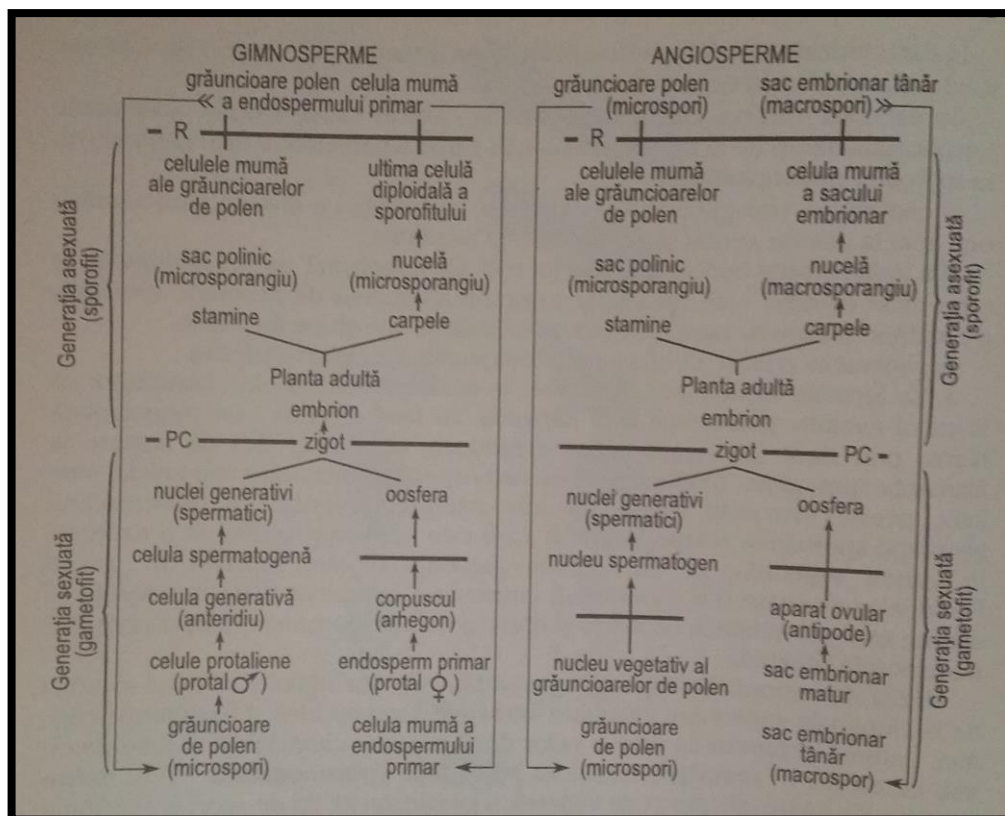 GIMNOSPERME
grăuncioare polen celula mumă
« a endospermului primar
- R
celulele mumă
ale grăuncioarelor
de polen
ultima celulă
diploidală a
sporofitului
sac polinic
(microsporangiu)
nucelă
(microsporangiu)
stamine
carpele
Planta adultă
embrion
- PC
zigot
nuclei generativi
(spermatici)
oosfera
celula spermatogenă
celula generativă
(anteridiu)
corpuscul
(arhegon)
celule protaliene
(protal ♂)
endosperm primar
(protal ♀)
grăuncioare
de polen
(microspori)
celula mumă a
endospermului
primar
Generaţia asexuată
(sporofit)
Generaţia sexuată
(gametofit)
ANGIOSPERME
grăuncioare polen
(microspori)
sac embrionar tânăr
(macrospori) »
- R
celulele mumă
ale grăuncioarelor
de polen
celula mumă
a sacului
embrionar
sac polinic
(microsporangiu)
nucelă
(macrosporangiu)
stamine
carpele
Planta adultă
embrion
zigot
PC -
nuclei generativi
(spermatici)
oosfera
nucleu spermatogen
aparat ovular
(antipode)
nucleu vegetativ al
grăuncioarelor de polen
sac embrionar
matur
grăuncioare
de polen
(microspori)
sac embrionar
tânăr
(macrospor)
Generaţia asexuată
(sporofit)
Generaţia sexuată
(gametofit)